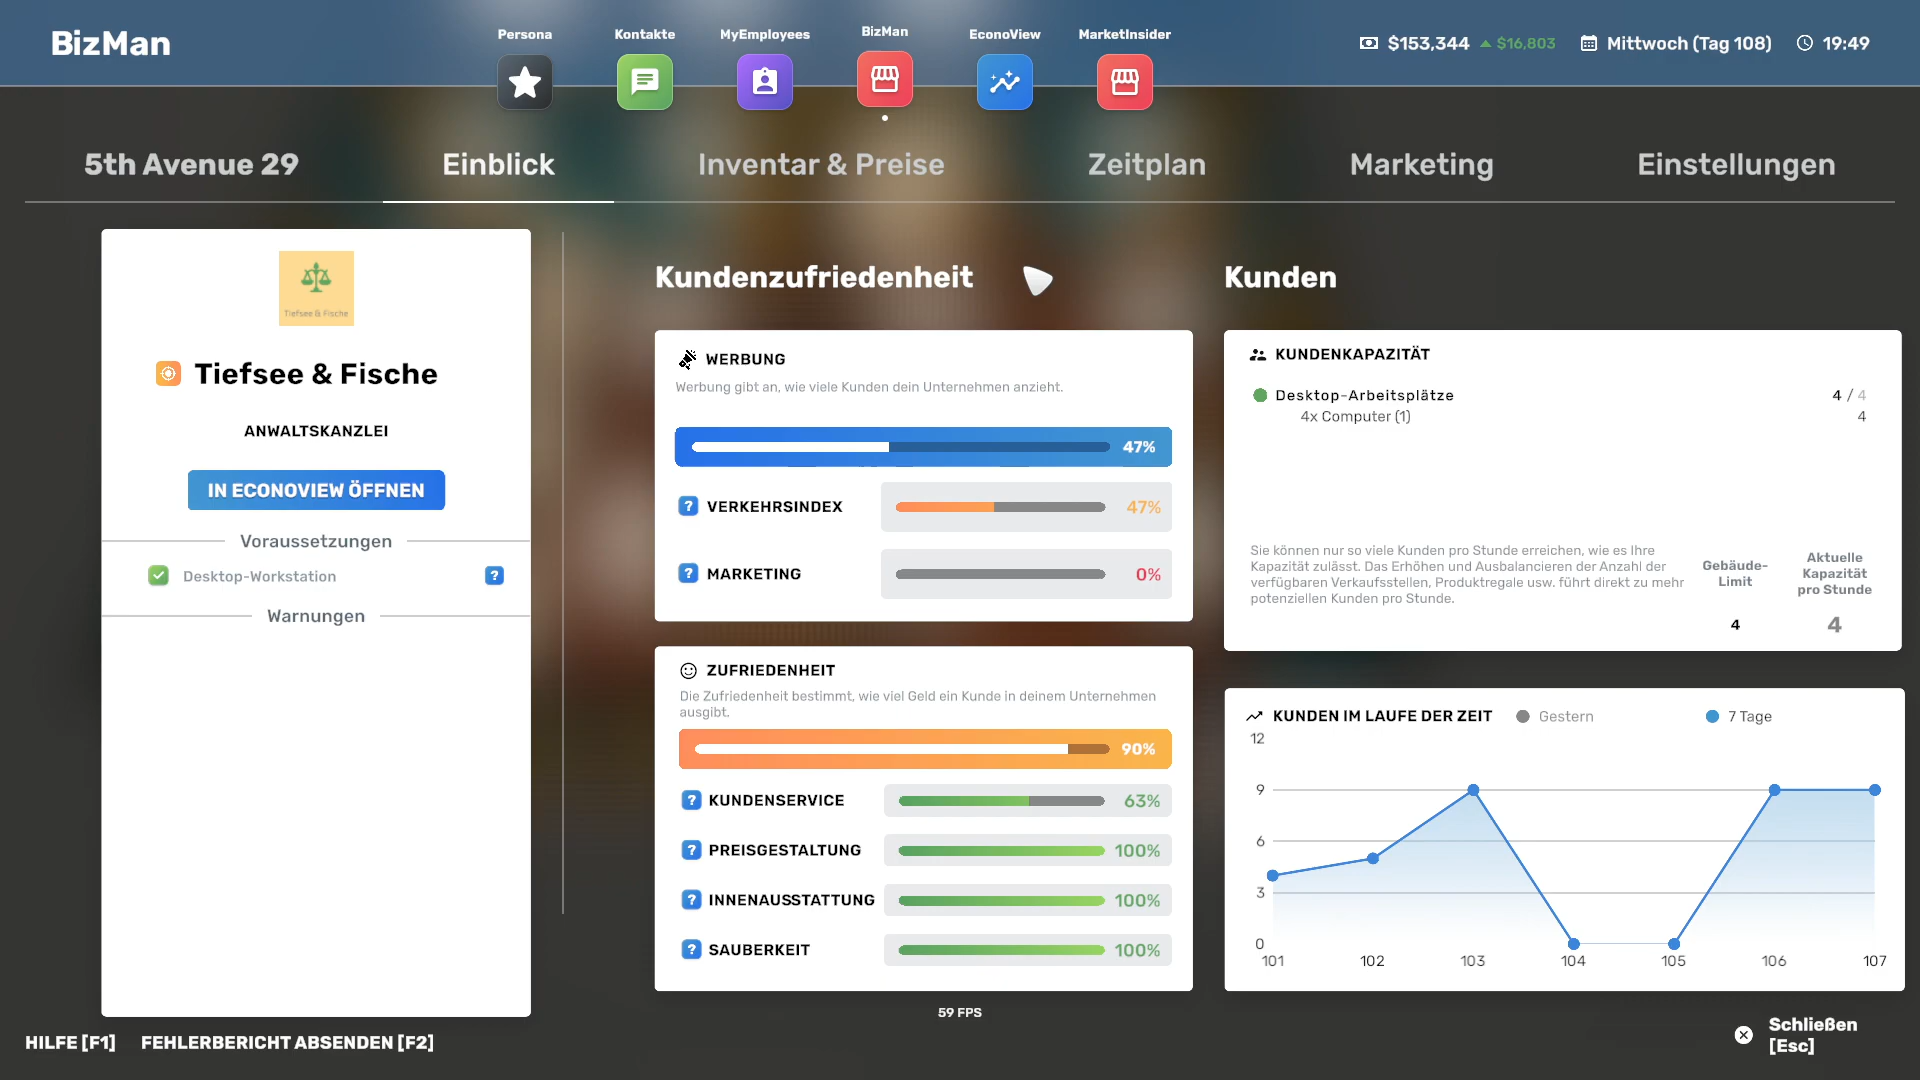 BizMan
Persona
Kontakte
MyEmployees
BizMan
EconoView
MarketInsider
$153,344
$16,803
Mittwoch (Tag 108)
19:49
5th Avenue 29
Einblick
Inventar & Preise
Zeitplan
Marketing
Einstellungen
Tiefsee & Fische
Tiefsee & Fische
ANWALTSKANZLEI
IN ECONOVIEW ÖFFNEN
Voraussetzungen
Desktop-Workstation
?
Warnungen
Kundenzufriedenheit
WERBUNG
Werbung gibt an, wie viele Kunden dein Unternehmen anzieht.
47%
? VERKEHRSINDEX
47%
? MARKETING
0%
ZUFRIEDENHEIT
Die Zufriedenheit bestimmt, wie viel Geld ein Kunde in deinem Unternehmen
ausgibt.
90%
? KUNDENSERVICE
63%
? PREISGESTALTUNG
100%
? INNENAUSSTATTUNG
100%
? SAUBERKEIT
100%
Kunden
KUNDENKAPAZITÄT
Desktop-Arbeitsplätze
4 / 4
4x Computer (1)
4
Sie können nur so viele Kunden pro Stunde erreichen, wie es Ihre
Kapazität zulässt. Das Erhöhen und Ausbalancieren der Anzahl der
verfügbaren Verkaufsstellen, Produktregale usw. führt direkt zu mehr
potenziellen Kunden pro Stunde.
Gebäude-
Limit
4
Aktuelle
Kapazität
pro Stunde
4
KUNDEN IM LAUFE DER ZEIT
Gestern
7 Tage
12
9
6
3
0
101
102
103
104
105
106
107
59 FPS
HILFE [F1]
FEHLERBERICHT ABSENDEN [F2]
Schließen
[Esc]